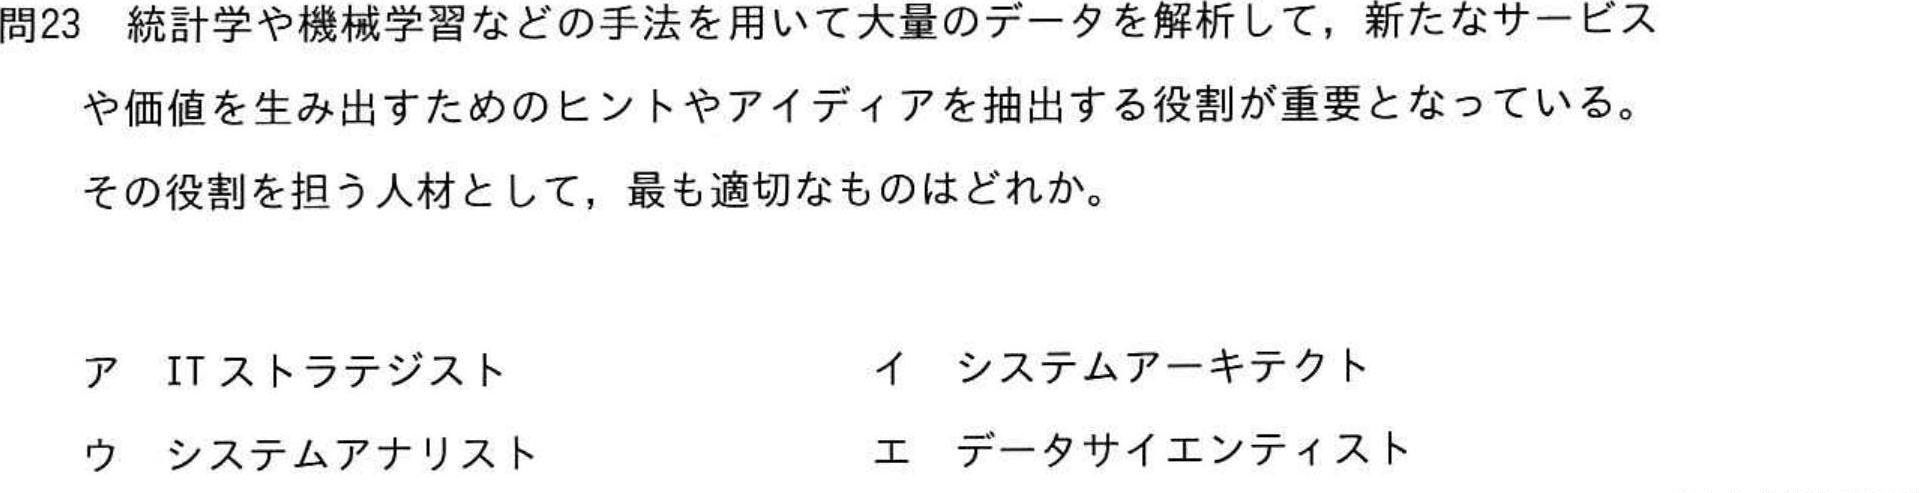 問23　統計学や機械学習などの手法を用いて大量のデータを解析して，新たなサービス
や価値を生み出すためのヒントやアイディアを抽出する役割が重要となっている。
その役割を担う人材として，最も適切なものはどれか。
ア　ITストラテジスト　イ　システムアーキテクト
ウ　システムアナリスト　エ　データサイエンティスト